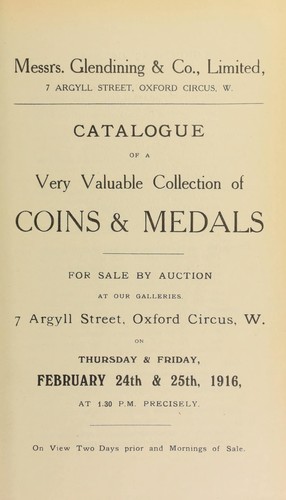 Messrs. Glendining & Co., Limited,
7 ARGYLL STREET, OXFORD CIRCUS, W.
CATALOGUE
OF A
Very Valuable Collection of
COINS & MEDALS
FOR SALE BY AUCTION
AT OUR GALLERIES.
7 Argyll Street, Oxford Circus, W.
ON
THURSDAY & FRIDAY,
FEBRUARY 24th & 25th, 1916,
AT 1.30 P.M. PRECISELY.
On View Two Days prior and Mornings of Sale.